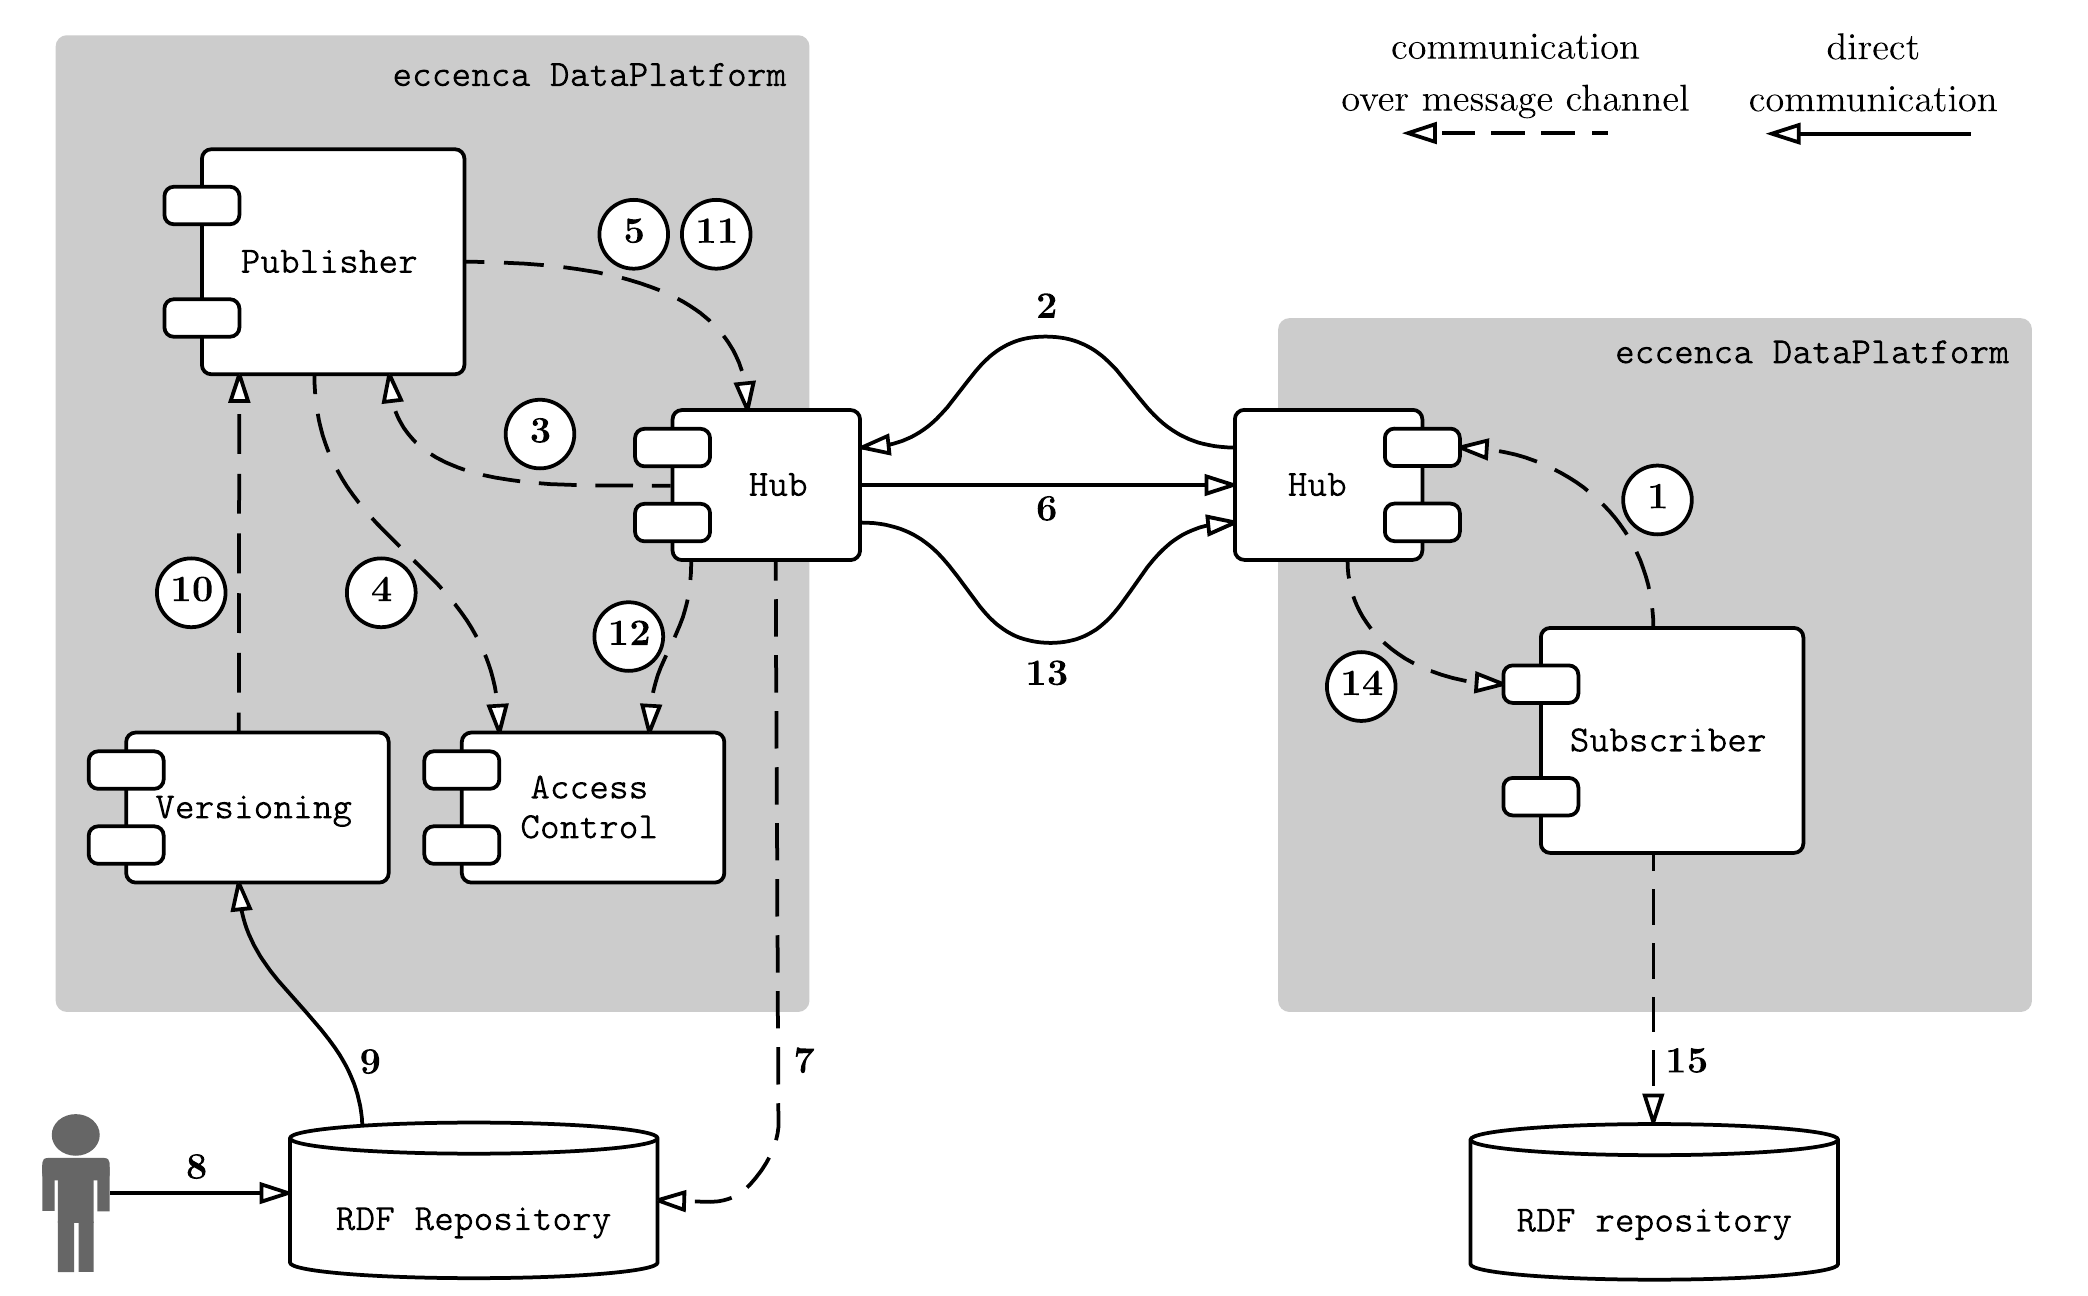 communication
over message channel
direct
communication
eccenca DataPlatform
Publisher
5
11
2
eccenca DataPlatform
3
Hub
6
Hub
1
10
4
12
13
14
Versioning
Access
Control
Subscriber
9
7
15
8
RDF Repository
RDF repository